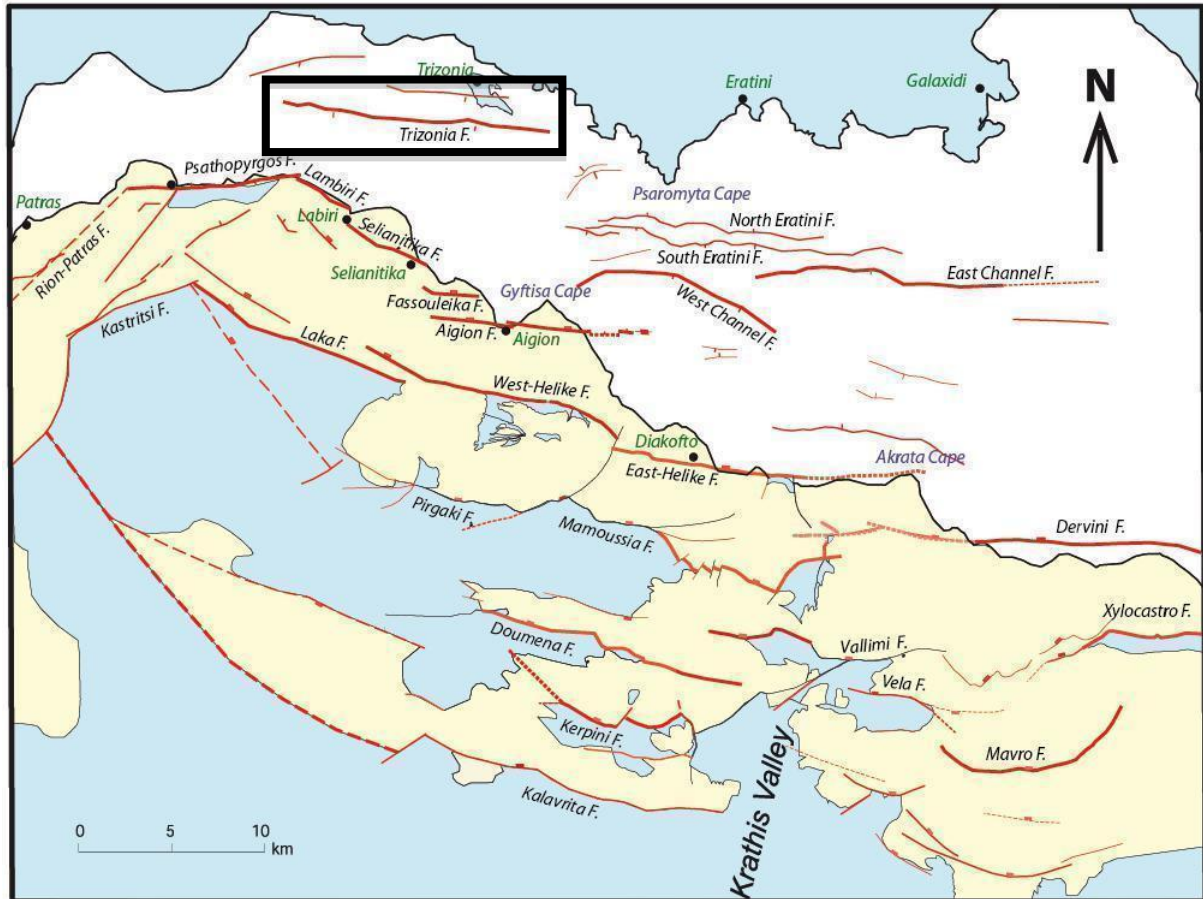 Trizonia
Eratini
Galaxidi
N
Trizonia F.
Psathopyrgos F.
Lambiri F.
Psaromyta Cape
Patras
Labiri
North Eratini F.
Selianitika F.
South Eratini F.
Rion-Patras F.
Selianitika
East Channel F.
Gyftisa Cape
West Channel F.
Fassouleika F.
Kastritsi F.
Aigion F.
Aigion
Laka F.
West-Helike F.
Diakofto
Akrata Cape
East-Helike F.
Pirgaki F.
Mamoussia F.
Dervini F.
Xylocastro F.
Doumena F.
Vallimi F.
Vela F.
Kerpini F.
Mavro F.
Krathis Valley
Kalavrita F.
0 5 10
km